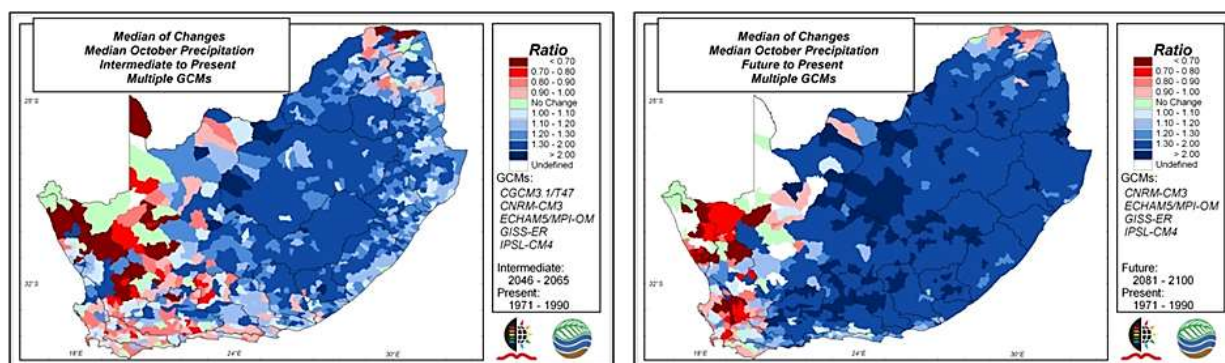 Median of Changes
Median October Precipitation
Intermediate to Present
Multiple GCMs
Ratio
< 0.70
0.70 - 0.80
0.80 - 0.90
0.90 - 1.00
No Change
1.00 - 1.10
1.10 - 1.20
1.20 - 1.30
1.30 - 2.00
> 2.00
Undefined
GCMs:
CGCM3.1/T47
CNRM-CM3
ECHAM5/MPI-OM
GISS-ER
IPSL-CM4
Intermediate:
2046 - 2065
Present:
1971 - 1990
28°S
32°S
18°E
24°E
30°E
Median of Changes
Median October Precipitation
Future to Present
Multiple GCMs
Ratio
< 0.70
0.70 - 0.80
0.80 - 0.90
0.90 - 1.00
No Change
1.00 - 1.10
1.10 - 1.20
1.20 - 1.30
1.30 - 2.00
> 2.00
Undefined
GCMs:
CNRM-CM3
ECHAM5/MPI-OM
GISS-ER
IPSL-CM4
Future:
2081 - 2100
Present:
1971 - 1990
32°S
18°E
24°E
30°E